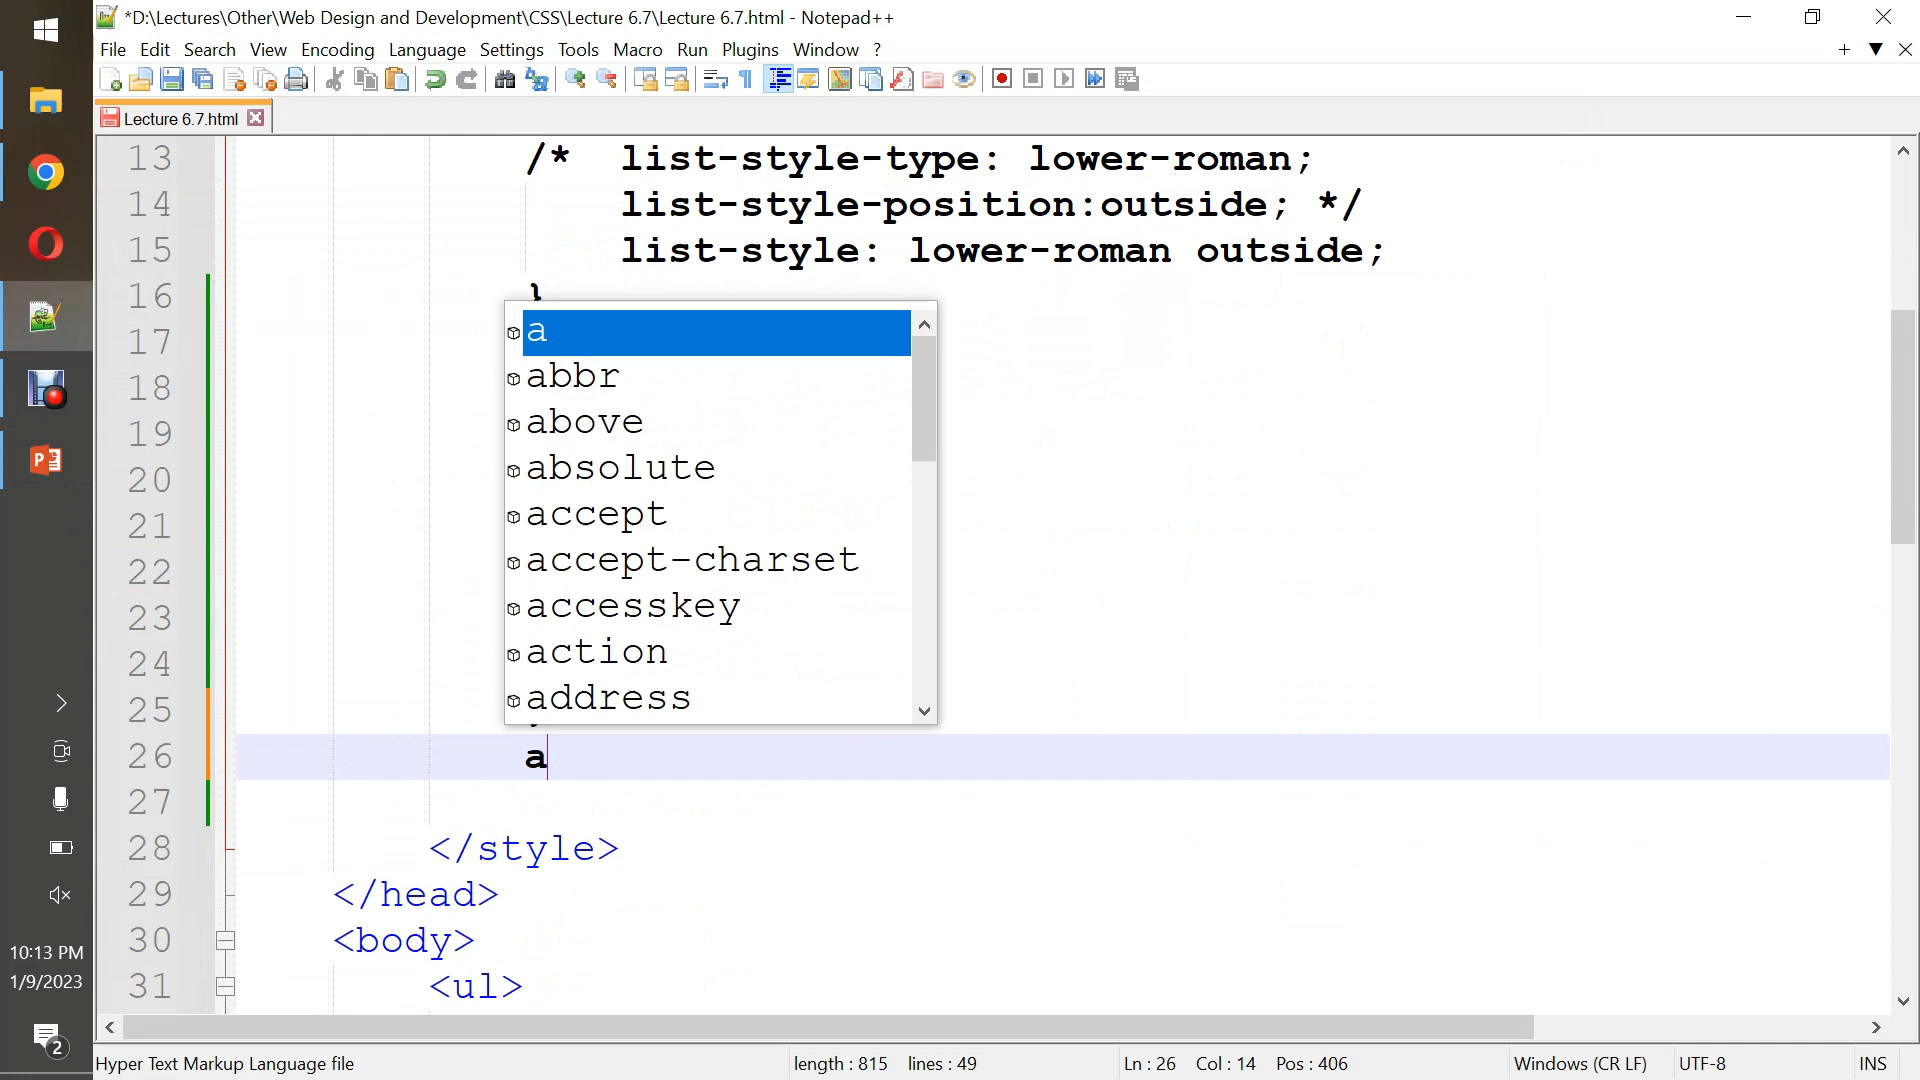 *D:\Lectures\Other\Web Design and Development\CSS\Lecture 6.7\Lecture 6.7.html - Notepad++
File Edit Search View Encoding Language Settings Tools Macro Run Plugins Window ?
Lecture 6.7.html
13 /* list-style-type: lower-roman;
14 list-style-position:outside; */
15 list-style: lower-roman outside;
16 }
17 a
18 abbr
19 above
20 absolute
21 accept
22 accept-charset
23 accesskey
24 action
25 address
26 a
27
28 </style>
29 </head>
30 <body>
31 <ul>
10:13 PM
1/9/2023
2
Hyper Text Markup Language file length : 815 lines : 49 Ln : 26 Col : 14 Pos : 406 Windows (CR LF) UTF-8 INS